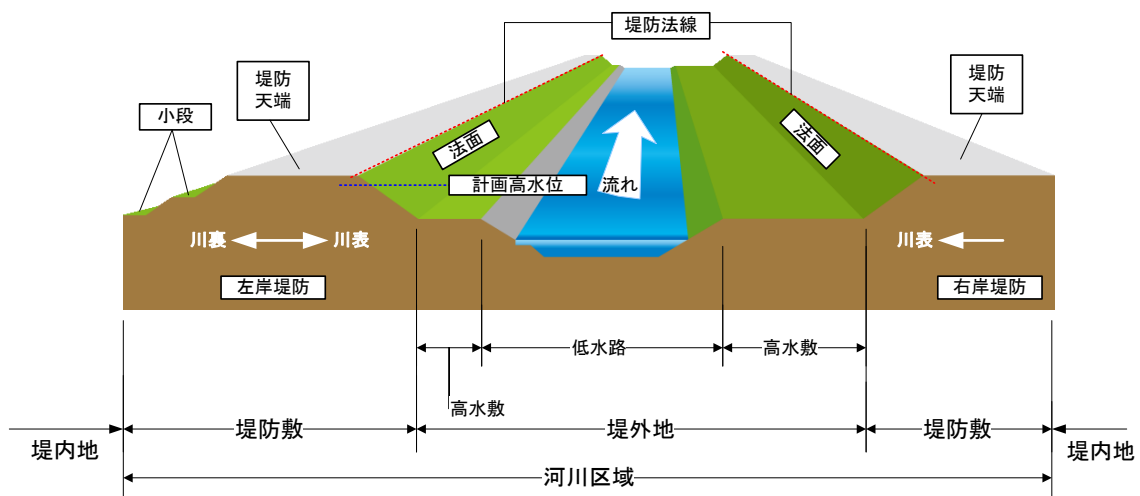 堤防法線
堤防
天端
堤防
天端
小段
法面
法面
計画高水位
流れ
川裏
川表
川表
左岸堤防
右岸堤防
低水路
高水敷
高水敷
堤内地
堤防敷
堤外地
堤防敷
堤内地
河川区域